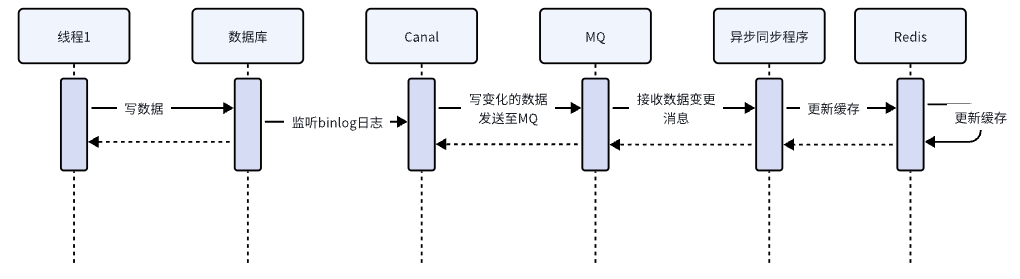 线程1
数据库
Canal
MQ
异步同步程序
Redis
写数据
监听binlog日志
写变化的数据
发送至MQ
接收数据变更
消息
更新缓存
更新缓存